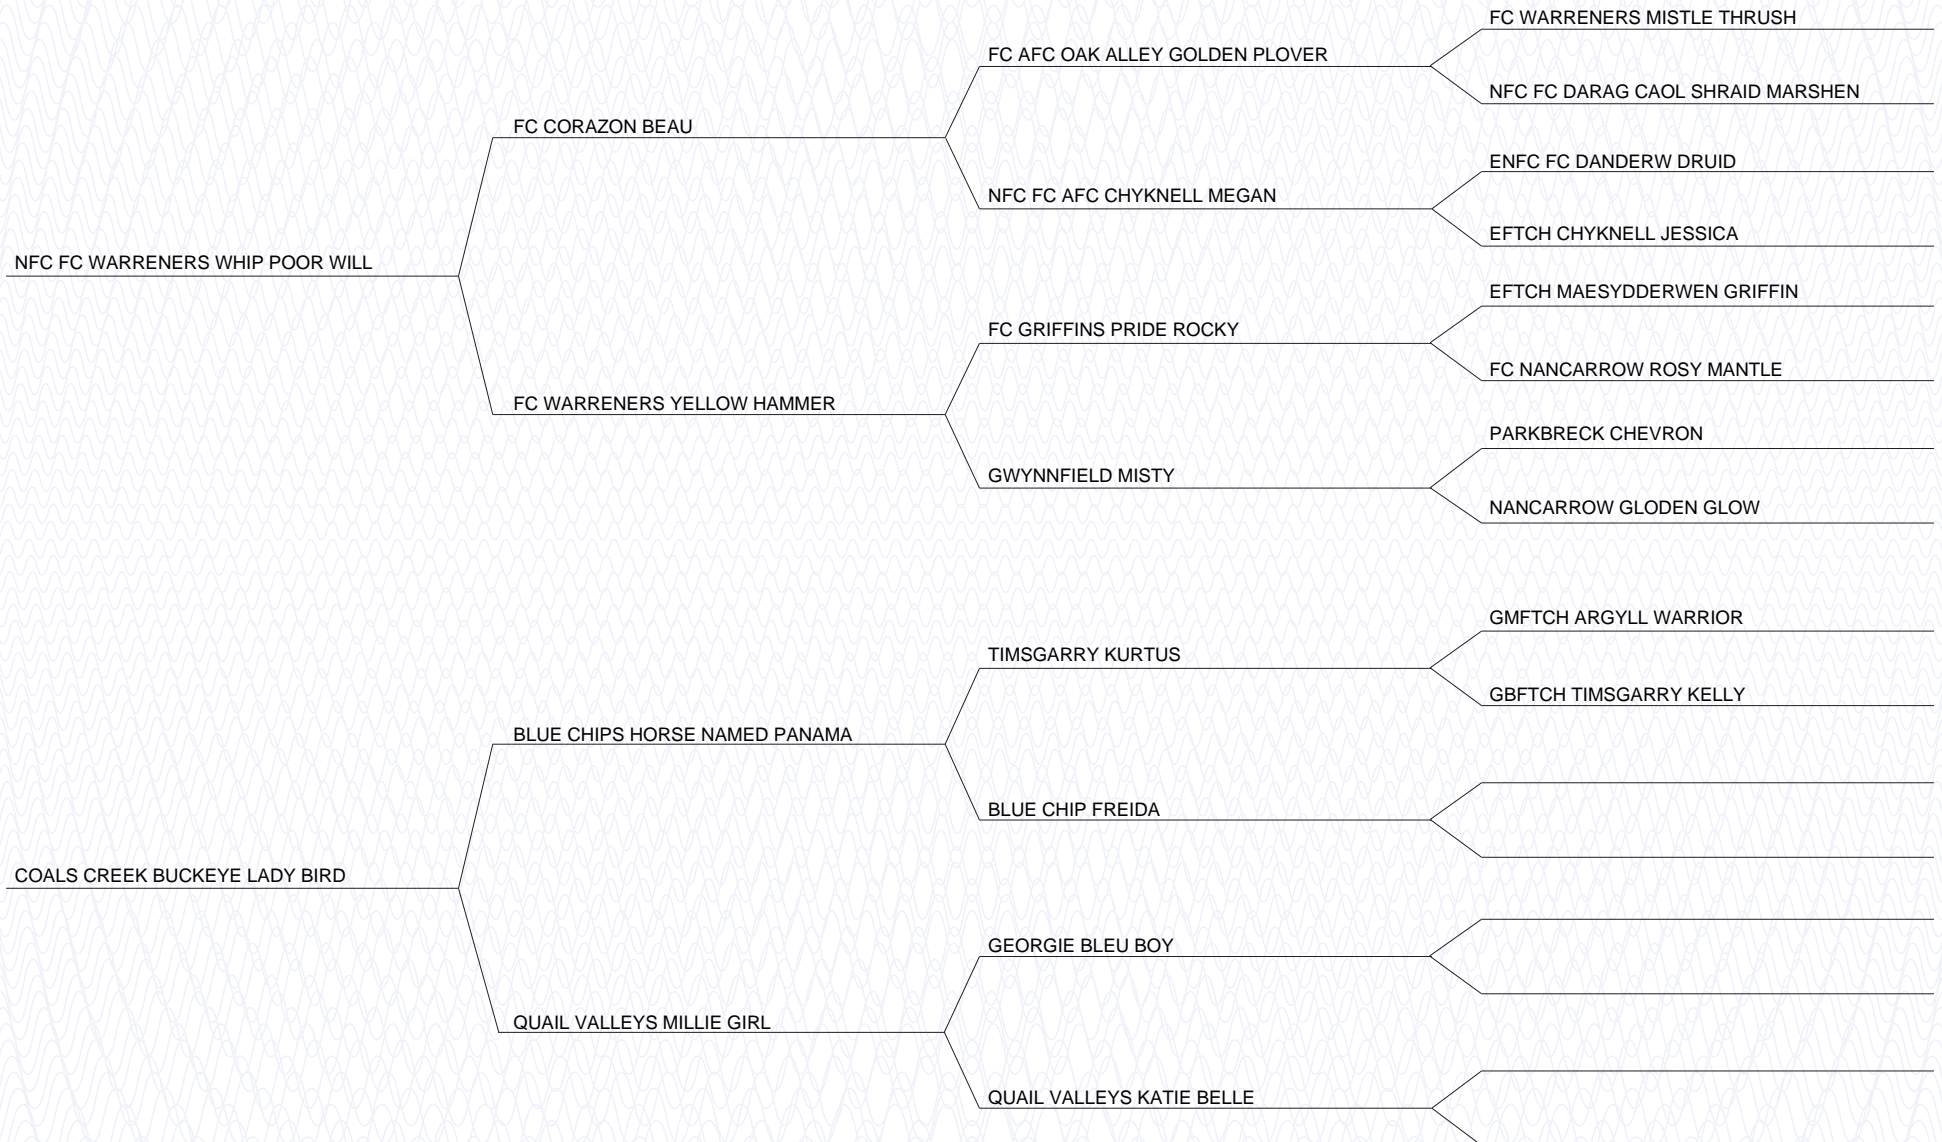 FC WARRENERS MISTLE THRUSH
FC AFC OAK ALLEY GOLDEN PLOVER
NFC FC DARAG CAOL SHRAID MARSHEN
FC CORAZON BEAU
ENFC FC DANDERW DRUID
NFC FC AFC CHYKNELL MEGAN
EFTCH CHYKNELL JESSICA
NFC FC WARRENERS WHIP POOR WILL
EFTCH MAESYDDERWEN GRIFFIN
FC GRIFFINS PRIDE ROCKY
FC NANCARROW ROSY MANTLE
FC WARRENERS YELLOW HAMMER
PARKBRECK CHEVRON
GWYNNFIELD MISTY
NANCARROW GLODEN GLOW
GMFTCH ARGYLL WARRIOR
TIMSGARRY KURTUS
GBFTCH TIMSGARRY KELLY
BLUE CHIPS HORSE NAMED PANAMA
BLUE CHIP FREIDA
COALS CREEK BUCKEYE LADY BIRD
GEORGIE BLEU BOY
QUAIL VALLEYS MILLIE GIRL
QUAIL VALLEYS KATIE BELLE